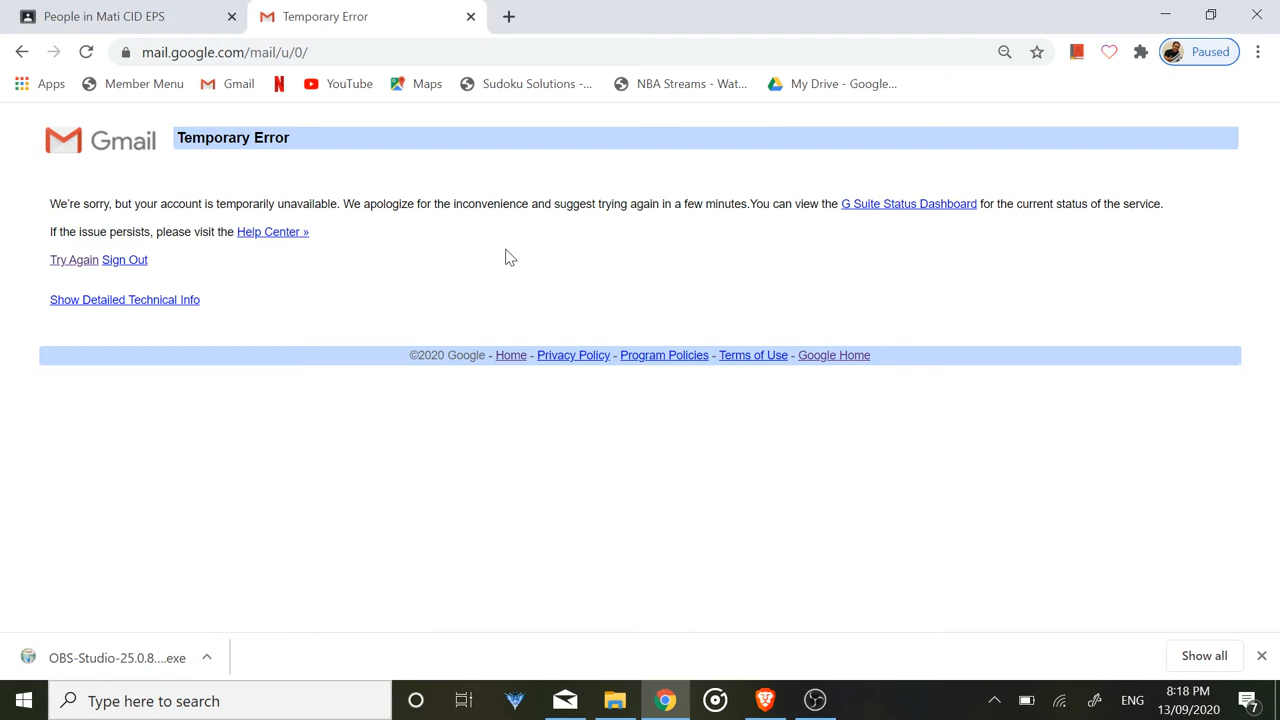 People in Mati CID EPS
Temporary Error
mail.google.com/mail/u/0/
Paused
Apps
Member Menu
Gmail
YouTube
Maps
Sudoku Solutions -...
NBA Streams - Wat...
My Drive - Google...
Gmail
Temporary Error
We're sorry, but your account is temporarily unavailable. We apologize for the inconvenience and suggest trying again in a few minutes.You can view the G Suite Status Dashboard for the current status of the service.
If the issue persists, please visit the Help Center »
Try Again Sign Out
Show Detailed Technical Info
©2020 Google - Home - Privacy Policy - Program Policies - Terms of Use - Google Home
OBS-Studio-25.0.8....exe
Show all
Type here to search
ENG
8:18 PM
13/09/2020
7